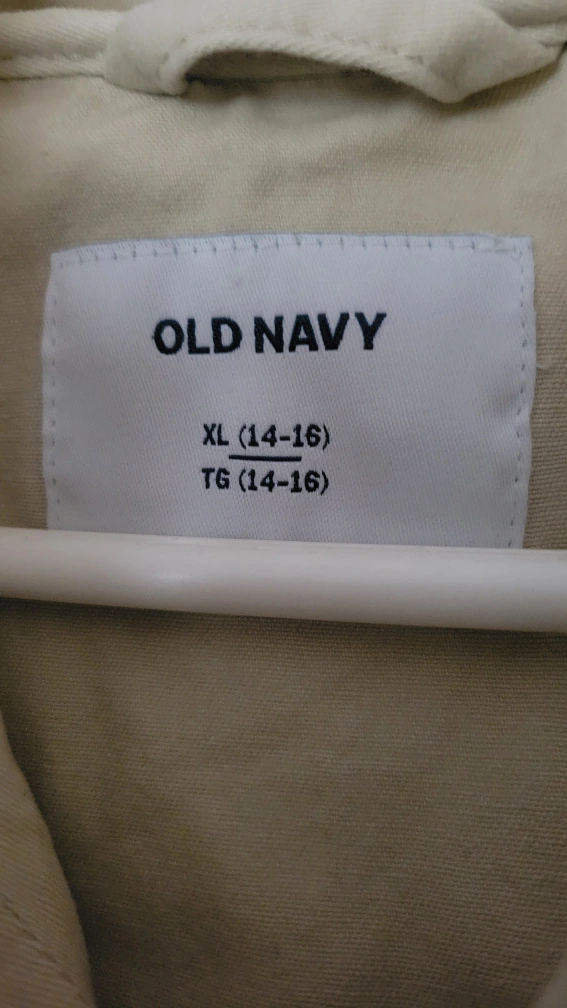 OLD NAVY
XL (14-16)
TG (14-16)